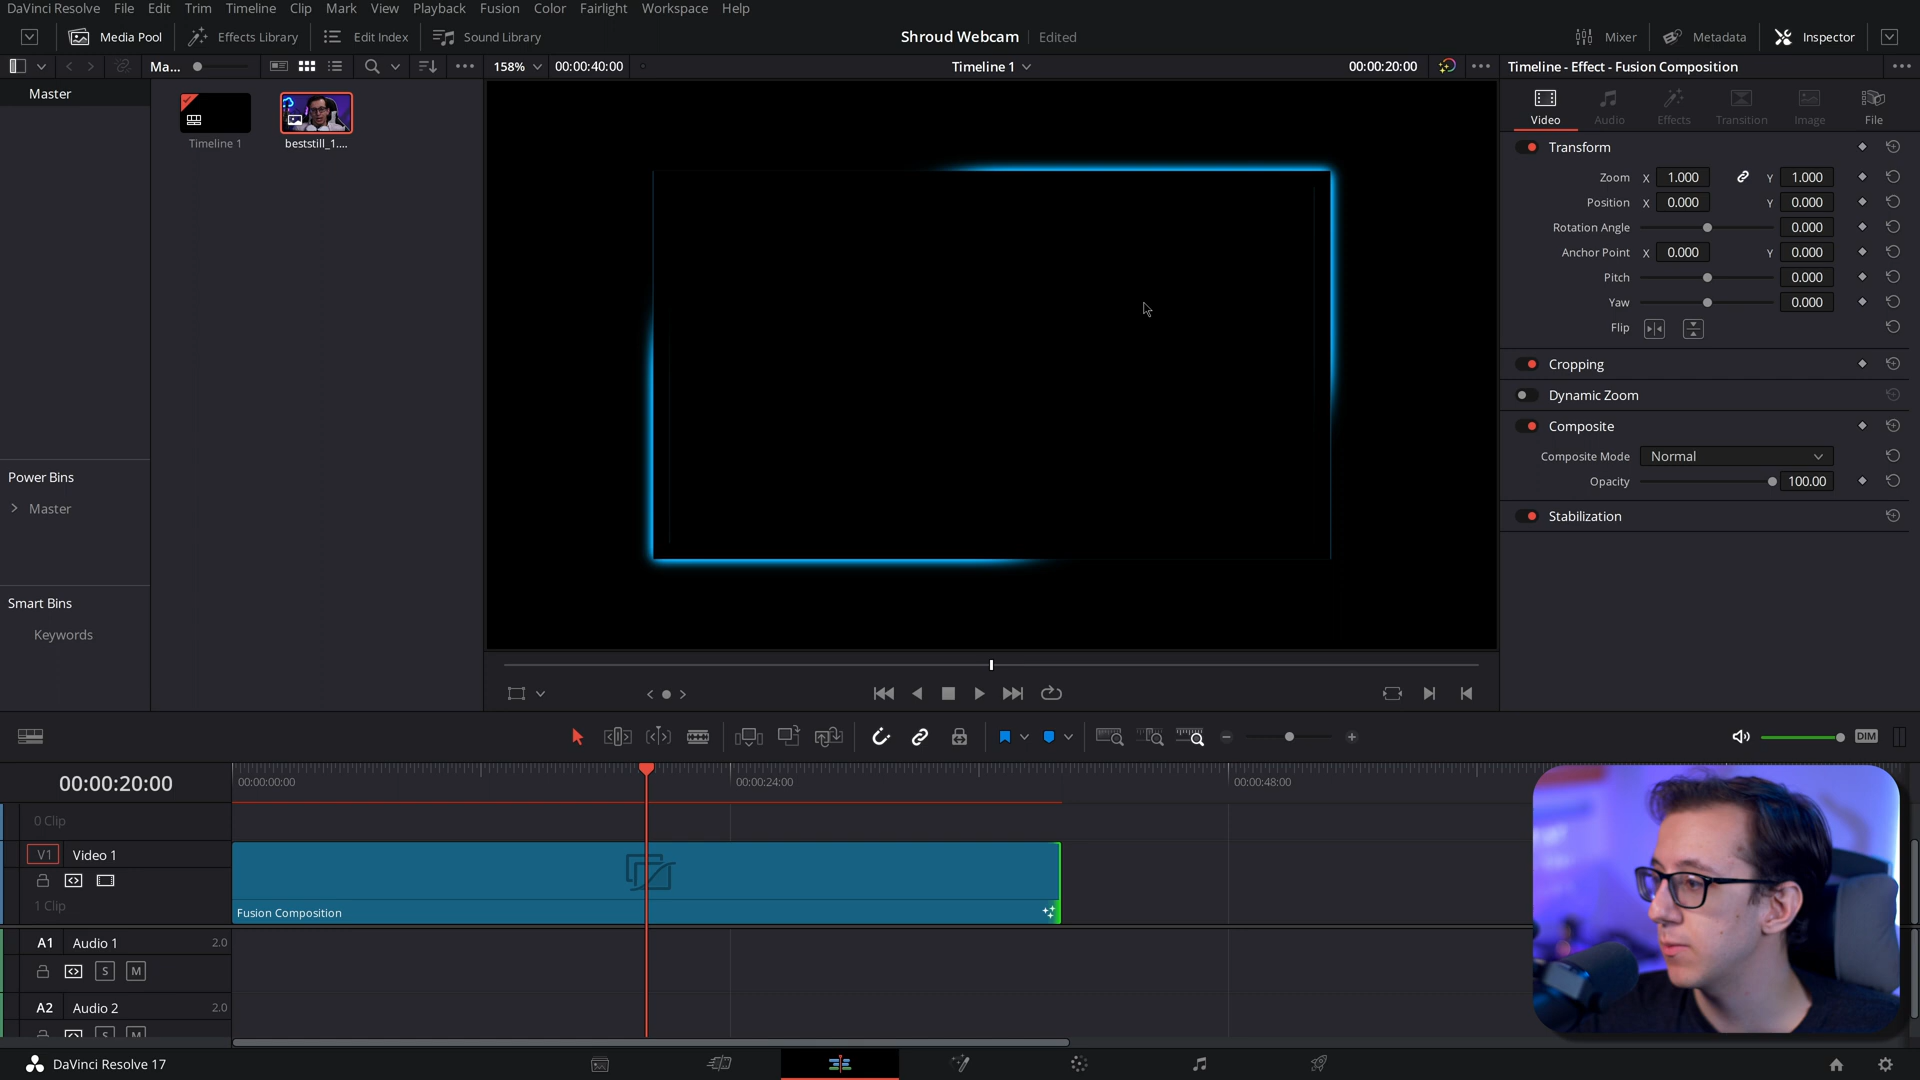 DaVinci Resolve File Edit Trim Timeline Clip Mark View Playback Fusion Color Fairlight Workspace Help
Media Pool Effects Library Edit Index Sound Library Shroud Webcam Edited Mixer Metadata Inspector
Ma... 158% 00:00:40:00 Timeline 1 00:00:20:00 Timeline - Effect - Fusion Composition
Master
Timeline 1 beststill_1....
Power Bins
Master
Smart Bins
Keywords
Video Audio Effects Transition Image File
Transform
Zoom X 1.000 Y 1.000
Position X 0.000 Y 0.000
Rotation Angle 0.000
Anchor Point X 0.000 Y 0.000
Pitch 0.000
Yaw 0.000
Flip
Cropping
Dynamic Zoom
Composite
Composite Mode Normal
Opacity 100.00
Stabilization
DIM
00:00:20:00 00:00:00:00 00:00:24:00 00:00:48:00
0 Clip
V1 Video 1
1 Clip
Fusion Composition
A1 Audio 1 2.0
S M
A2 Audio 2 2.0
S M
DaVinci Resolve 17